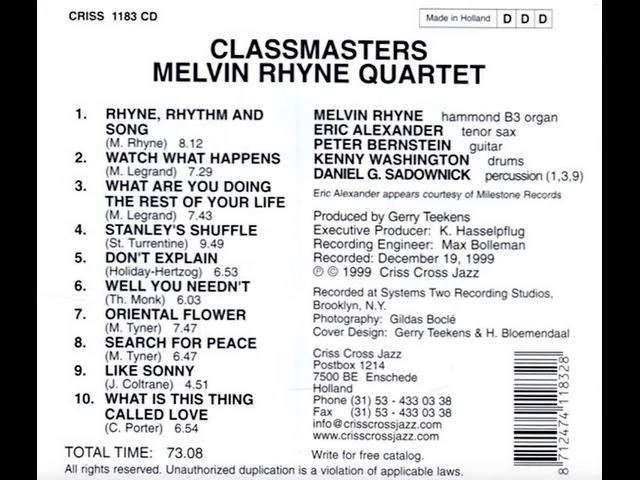 CRISS 1183 CD
Made in Holland D D D
CLASSMASTERS
MELVIN RHYNE QUARTET
1. RHYNE, RHYTHM AND
SONG
(M. Rhyne) 8.12
2. WATCH WHAT HAPPENS
(M. Legrand) 7.29
3. WHAT ARE YOU DOING
THE REST OF YOUR LIFE
(M. Legrand) 7.43
4. STANLEY'S SHUFFLE
(St. Turrentine) 9.49
5. DON'T EXPLAIN
(Holiday-Hertzog) 6.53
6. WELL YOU NEEDN'T
(Th. Monk) 6.03
7. ORIENTAL FLOWER
(M. Tyner) 7.47
8. SEARCH FOR PEACE
(M. Tyner) 6.47
9. LIKE SONNY
(J. Coltrane) 4.51
10. WHAT IS THIS THING
CALLED LOVE
(C. Porter) 6.54
TOTAL TIME: 73.08
MELVIN RHYNE hammond B3 organ
ERIC ALEXANDER tenor sax
PETER BERNSTEIN guitar
KENNY WASHINGTON drums
DANIEL G. SADOWNICK percussion (1,3,9)
Eric Alexander appears courtesy of Milestone Records
Produced by Gerry Teekens
Executive Producer: K. Hasselpflug
Recording Engineer: Max Bolleman
Recorded: December 19, 1999
℗ © 1999 Criss Cross Jazz
Recorded at Systems Two Recording Studios,
Brooklyn, N.Y.
Photography: Gildas Boclé
Cover Design: Gerry Teekens & H. Bloemendaal
Criss Cross Jazz
Postbox 1214
7500 BE Enschede
Holland
Phone (31) 53 - 433 03 38
Fax (31) 53 - 433 03 38
info@crisscrossjazz.com
www.crisscrossjazz.com
Write for free catalog.
8 712474 118328
All rights reserved. Unauthorized duplication is a violation of applicable laws.